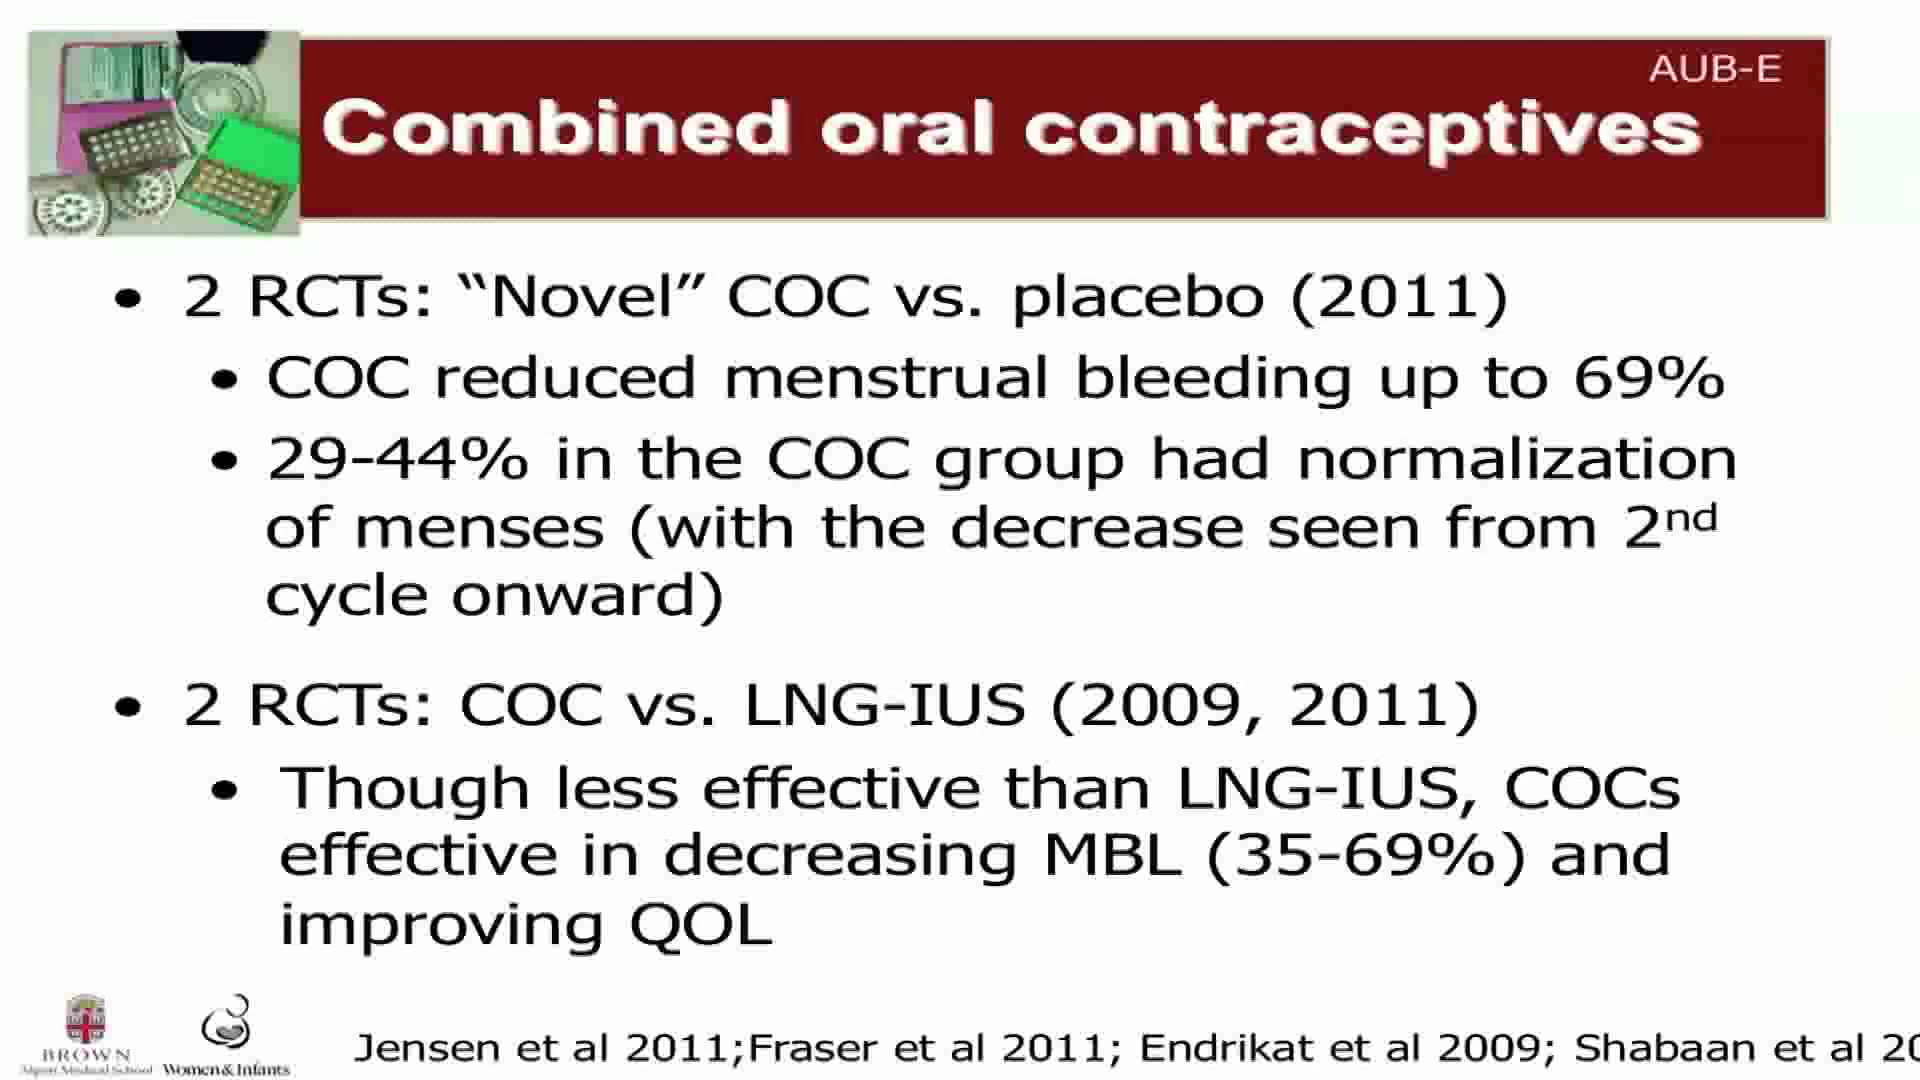 AUB-E
Combined oral contraceptives
• 2 RCTs: “Novel” COC vs. placebo (2011)
• COC reduced menstrual bleeding up to 69%
• 29-44% in the COC group had normalization
of menses (with the decrease seen from 2nd
cycle onward)
• 2 RCTs: COC vs. LNG-IUS (2009, 2011)
• Though less effective than LNG-IUS, COCs
effective in decreasing MBL (35-69%) and
improving QOL
BROWN
Alpert Medical School
Women & Infants
Jensen et al 2011;Fraser et al 2011; Endrikat et al 2009; Shabaan et al 20